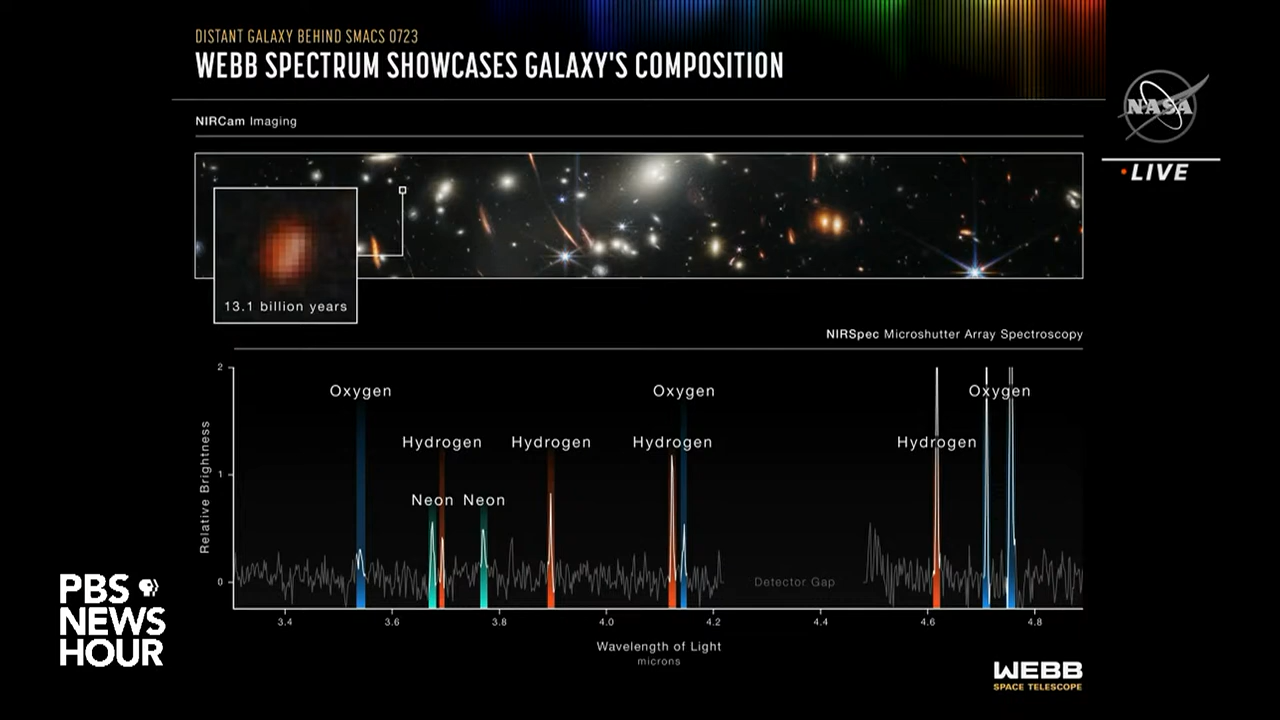 DISTANT GALAXY BEHIND SMACS 0723
WEBB SPECTRUM SHOWCASES GALAXY'S COMPOSITION
NASA
LIVE
NIRCam Imaging
13.1 billion years
NIRSpec Microshutter Array Spectroscopy
2
Oxygen Oxygen Oxygen
Hydrogen Hydrogen Hydrogen Hydrogen
1
Neon Neon
Relative Brightness
0
Detector Gap
3.4 3.6 3.8 4.0 4.2 4.4 4.6 4.8
Wavelength of Light
microns
PBS
NEWS
HOUR
WEBB
SPACE TELESCOPE